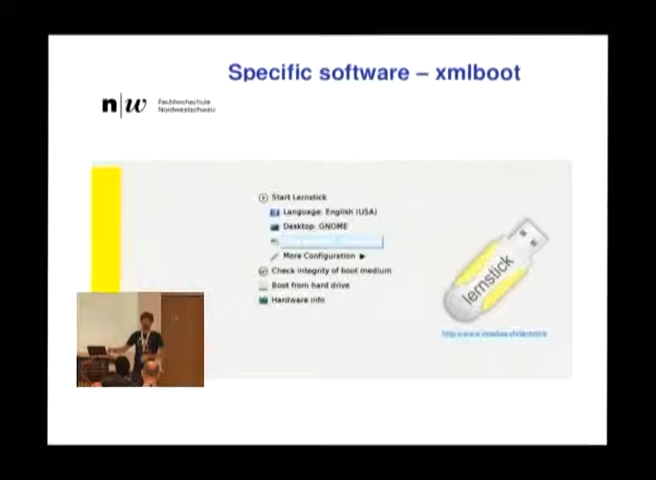 Specific software – xmlboot
n|w Fachhochschule
Nordwestschweiz
Start Lernstick
Language: English (USA)
Desktop: GNOME
More Configuration ▶
Check integrity of boot medium
Boot from hard drive
Hardware info
lernstick